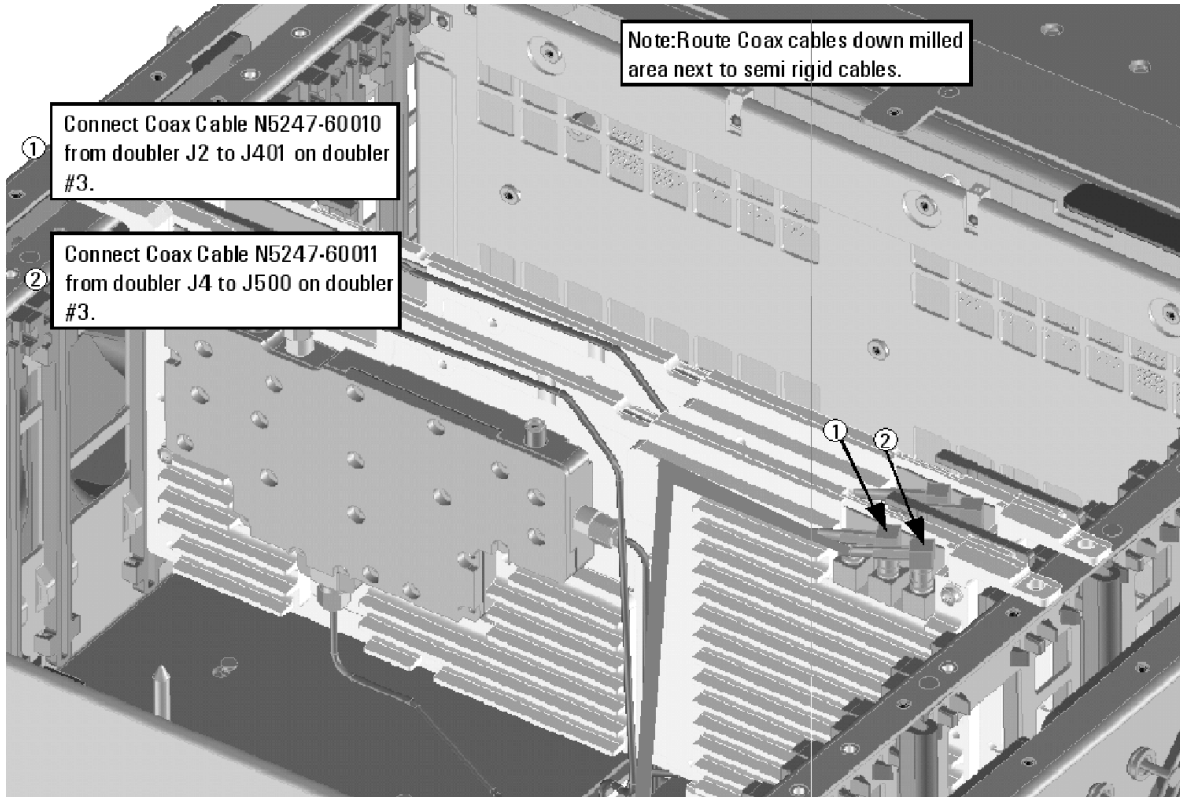 Note:Route Coax cables down milled
area next to semi rigid cables.
① Connect Coax Cable N5247-60010
from doubler J2 to J401 on doubler
#3.
② Connect Coax Cable N5247-60011
from doubler J4 to J500 on doubler
#3.
① ②